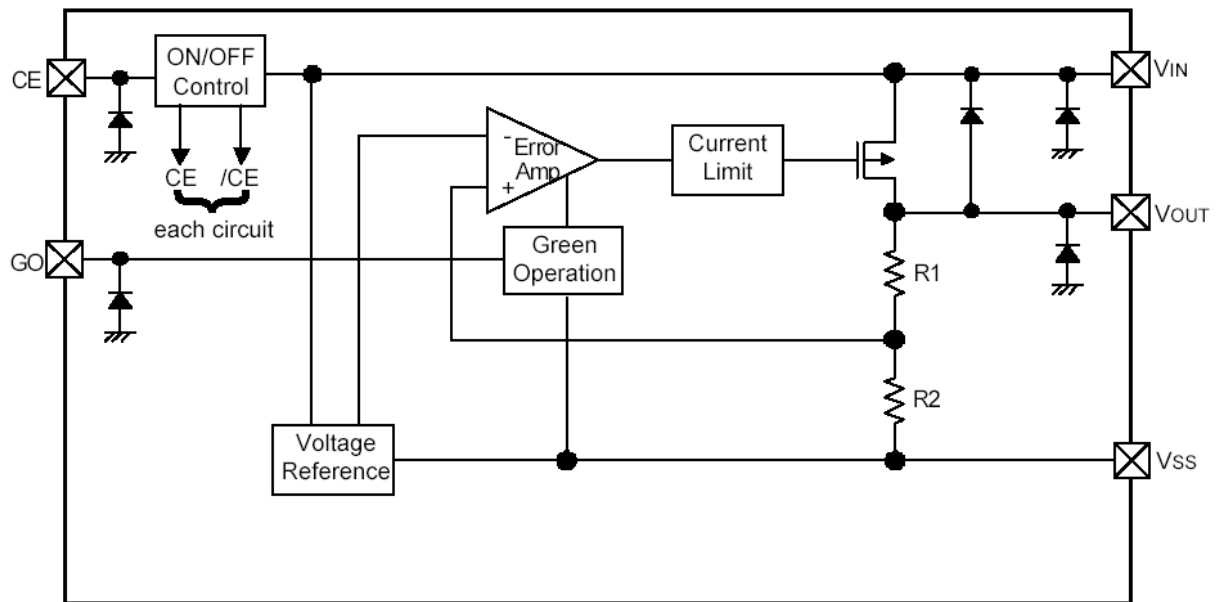 ON/OFF
Control
CE
VIN
- Error
Amp
+
Current
Limit
CE /CE
each circuit
VOUT
GO
Green
Operation
R1
R2
Voltage
Reference
VSS